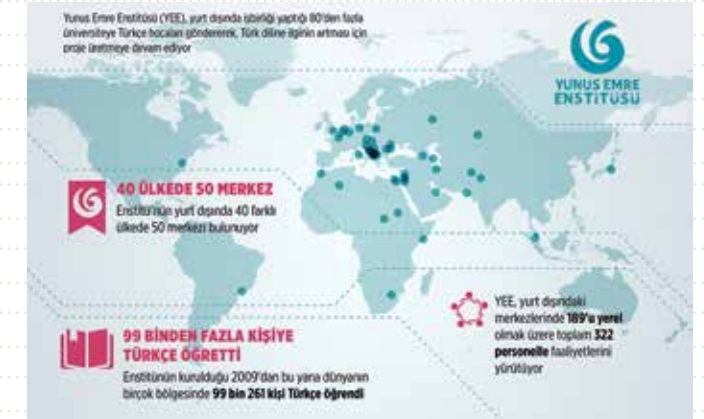 Yunus Emre Enstitüsü (YEE), yurt dışında işbirliği yaptığı 80'den fazla
üniversiteye Türkçe hocaları göndererek, Türk diline ilginin artması için
proje üretmeye devam ediyor
YUNUS EMRE
ENSTİTÜSÜ
40 ÜLKEDE 50 MERKEZ
Enstitü'nün yurt dışında 40 farklı
ülkede 50 merkezi bulunuyor
99 BİNDEN FAZLA KİŞİYE
TÜRKÇE ÖĞRETTİ
Enstitünün kurulduğu 2009'dan bu yana dünyanın
birçok bölgesinde 99 bin 261 kişi Türkçe öğrendi
YEE, yurt dışındaki
merkezlerinde 189'u yerel
olmak üzere toplam 322
personelle faaliyetlerini
yürütüyor